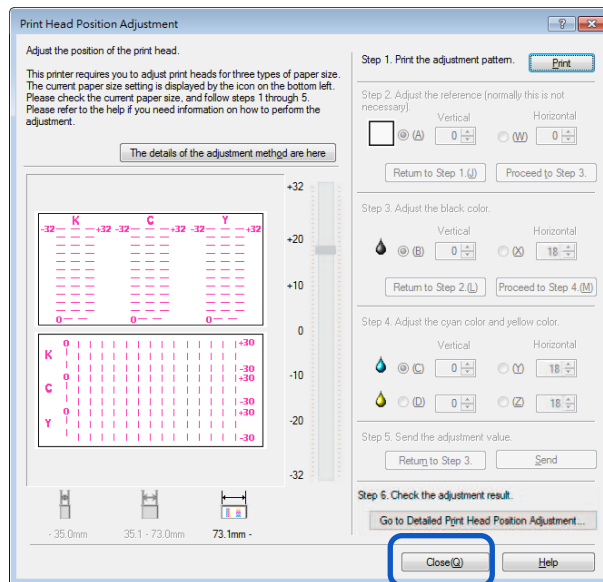 Print Head Position Adjustment
Adjust the position of the print head.
This printer requires you to adjust print heads for three types of paper size.
The current paper size setting is displayed by the icon on the bottom left.
Please check the current paper size, and follow steps 1 through 5.
Please refer to the help if you need information on how to perform the
adjustment.
The details of the adjustment method are here
K C Y
-32 +32 -32 +32 -32 +32
0 0 0
K 0 +30
-30
C 0 +30
-30
Y 0 +30
-30
+32
+20
+10
0
-10
-20
-32
- 35.0mm 35.1 - 73.0mm 73.1mm -
Step 1. Print the adjustment pattern. Print
Step 2. Adjust the reference (normally this is not
necessary).
Vertical Horizontal
(A) 0 (W) 0
Return to Step 1.(J) Proceed to Step 3.
Step 3. Adjust the black color.
Vertical Horizontal
(B) 0 (X) 18
Return to Step 2.(L) Proceed to Step 4.(M)
Step 4. Adjust the cyan color and yellow color.
Vertical Horizontal
(C) 0 (Y) 18
(D) 0 (Z) 18
Step 5. Send the adjustment value.
Return to Step 3. Send
Step 6. Check the adjustment result.
Go to Detailed Print Head Position Adjustment...
Close(Q) Help